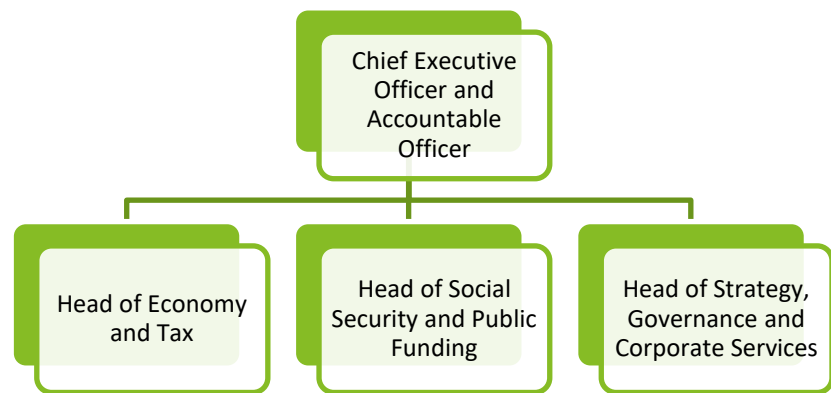 Chief Executive
Officer and
Accountable
Officer
Head of Economy
and Tax
Head of Social
Security and Public
Funding
Head of Strategy,
Governance and
Corporate Services